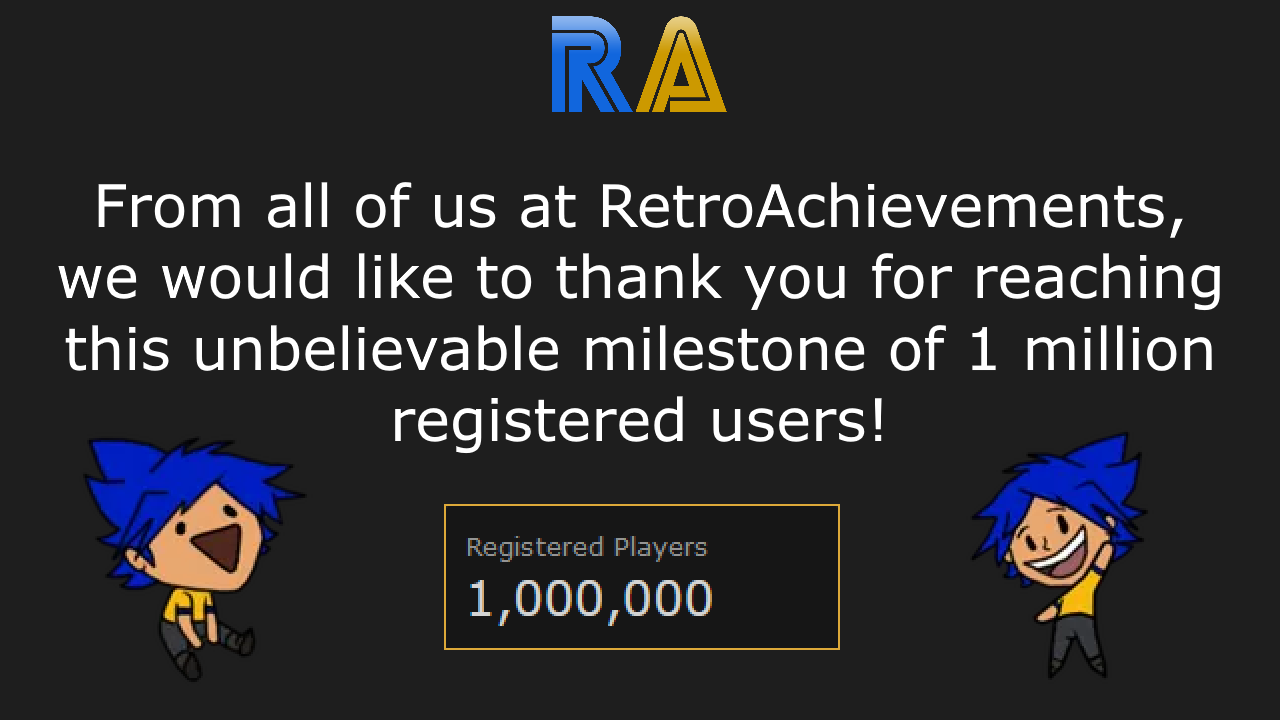 RA
From all of us at RetroAchievements,
we would like to thank you for reaching
this unbelievable milestone of 1 million
registered users!
Registered Players
1,000,000